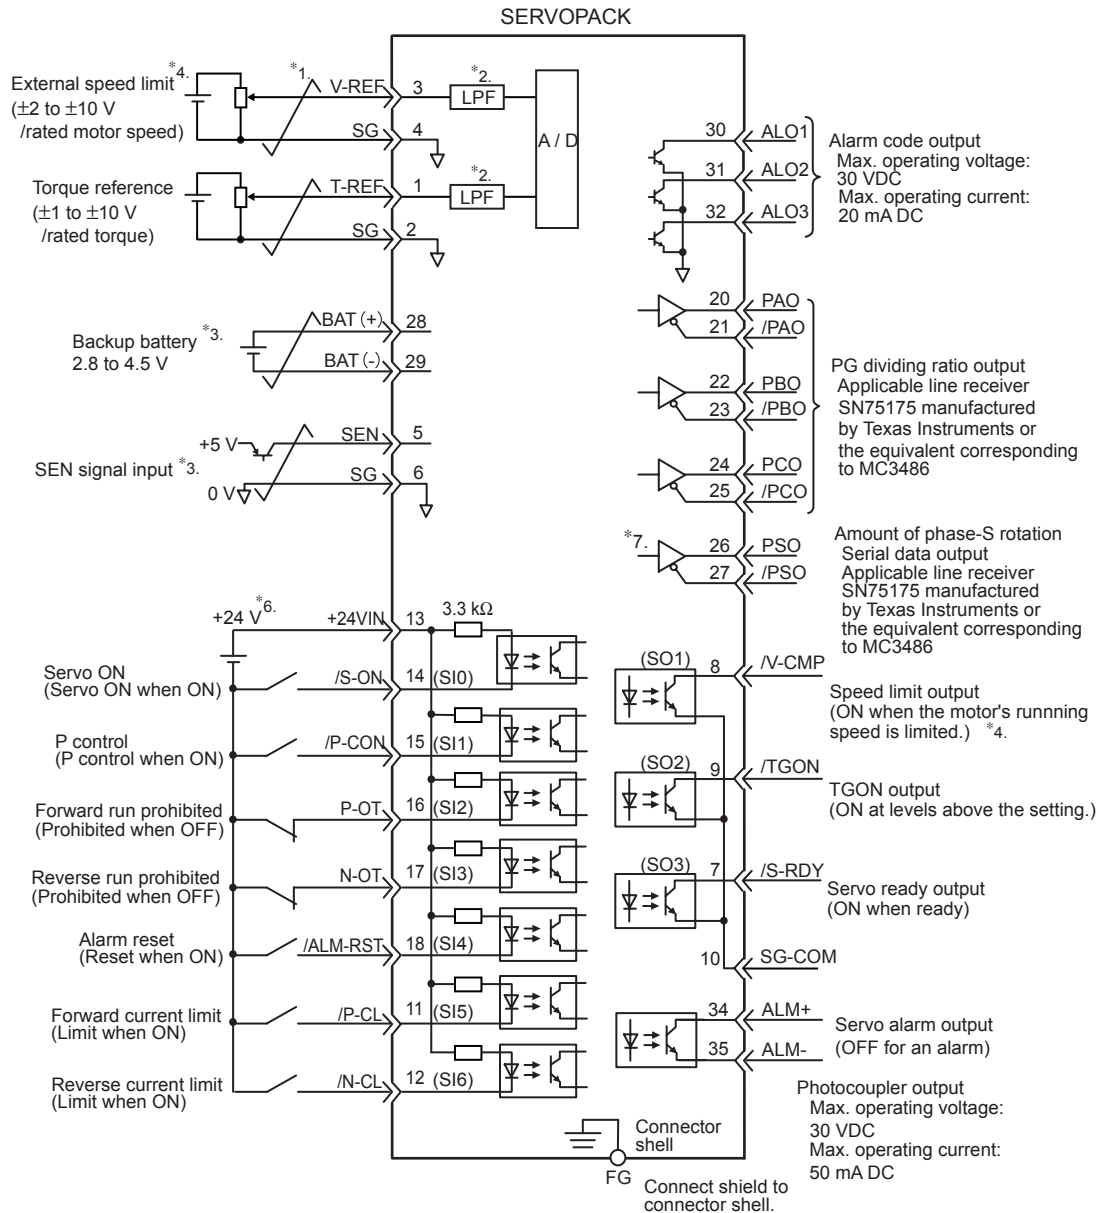 SERVOPACK
External speed limit *4.
(±2 to ±10 V
/rated motor speed)
*1.
V-REF 3
*2.
LPF
SG 4
A / D
Torque reference
(±1 to ±10 V
/rated torque)
T-REF 1
*2.
LPF
SG 2
Backup battery *3.
2.8 to 4.5 V
BAT (+) 28
BAT (-) 29
+5 V
SEN 5
SEN signal input *3.
SG 6
0 V
+24 V *6.
+24VIN 13
3.3 kΩ
Servo ON
(Servo ON when ON)
/S-ON 14 (SI0)
P control
(P control when ON)
/P-CON 15 (SI1)
Forward run prohibited
(Prohibited when OFF)
P-OT 16 (SI2)
Reverse run prohibited
(Prohibited when OFF)
N-OT 17 (SI3)
Alarm reset
(Reset when ON)
/ALM-RST 18 (SI4)
Forward current limit
(Limit when ON)
/P-CL 11 (SI5)
Reverse current limit
(Limit when ON)
/N-CL 12 (SI6)
30 ALO1
31 ALO2
32 ALO3
Alarm code output
Max. operating voltage:
30 VDC
Max. operating current:
20 mA DC
20 PAO
21 /PAO
22 PBO
23 /PBO
24 PCO
25 /PCO
PG dividing ratio output
Applicable line receiver
SN75175 manufactured
by Texas Instruments or
the equivalent corresponding
to MC3486
*7.
26 PSO
27 /PSO
Amount of phase-S rotation
Serial data output
Applicable line receiver
SN75175 manufactured
by Texas Instruments or
the equivalent corresponding
to MC3486
(SO1) 8 /V-CMP
Speed limit output
(ON when the motor's runnning
speed is limited.) *4.
(SO2) 9 /TGON
TGON output
(ON at levels above the setting.)
(SO3) 7 /S-RDY
Servo ready output
(ON when ready)
10 SG-COM
34 ALM+
35 ALM-
Servo alarm output
(OFF for an alarm)
Photocoupler output
Max. operating voltage:
30 VDC
Max. operating current:
50 mA DC
Connector
shell
FG
Connect shield to
connector shell.